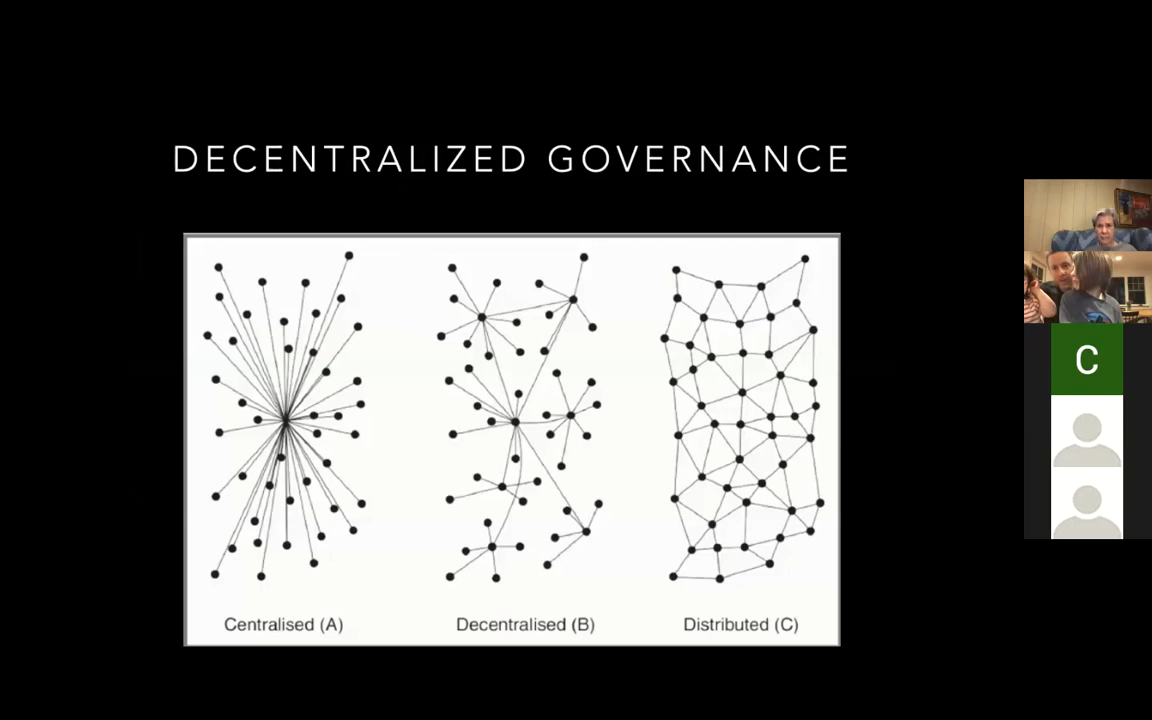 DECENTRALIZED GOVERNANCE
Centralised (A)
Decentralised (B)
Distributed (C)
C